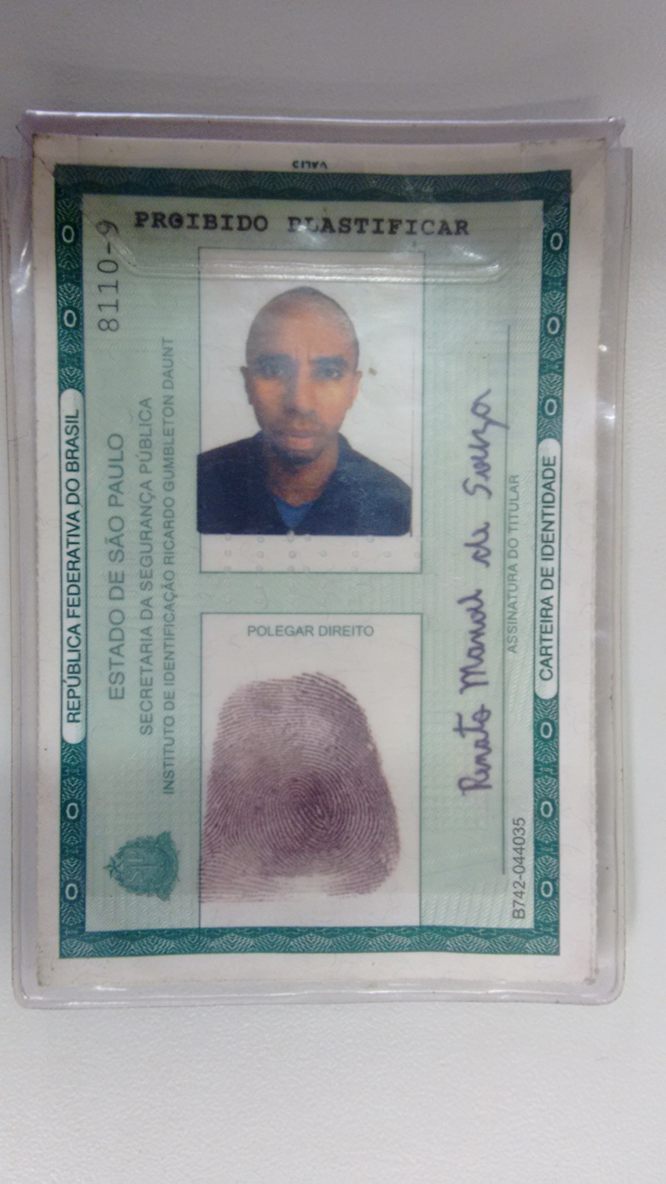 REPÚBLICA FEDERATIVA DO BRASIL
ESTADO DE SÃO PAULO
8110-9
SECRETARIA DA SEGURANÇA PÚBLICA
INSTITUTO DE IDENTIFICAÇÃO RICARDO GUMBLETON DAUNT
POLEGAR DIREITO
PROIBIDO PLASTIFICAR
Renato Manoel de Souza
ASSINATURA DO TITULAR
B742-044035
CARTEIRA DE IDENTIDADE